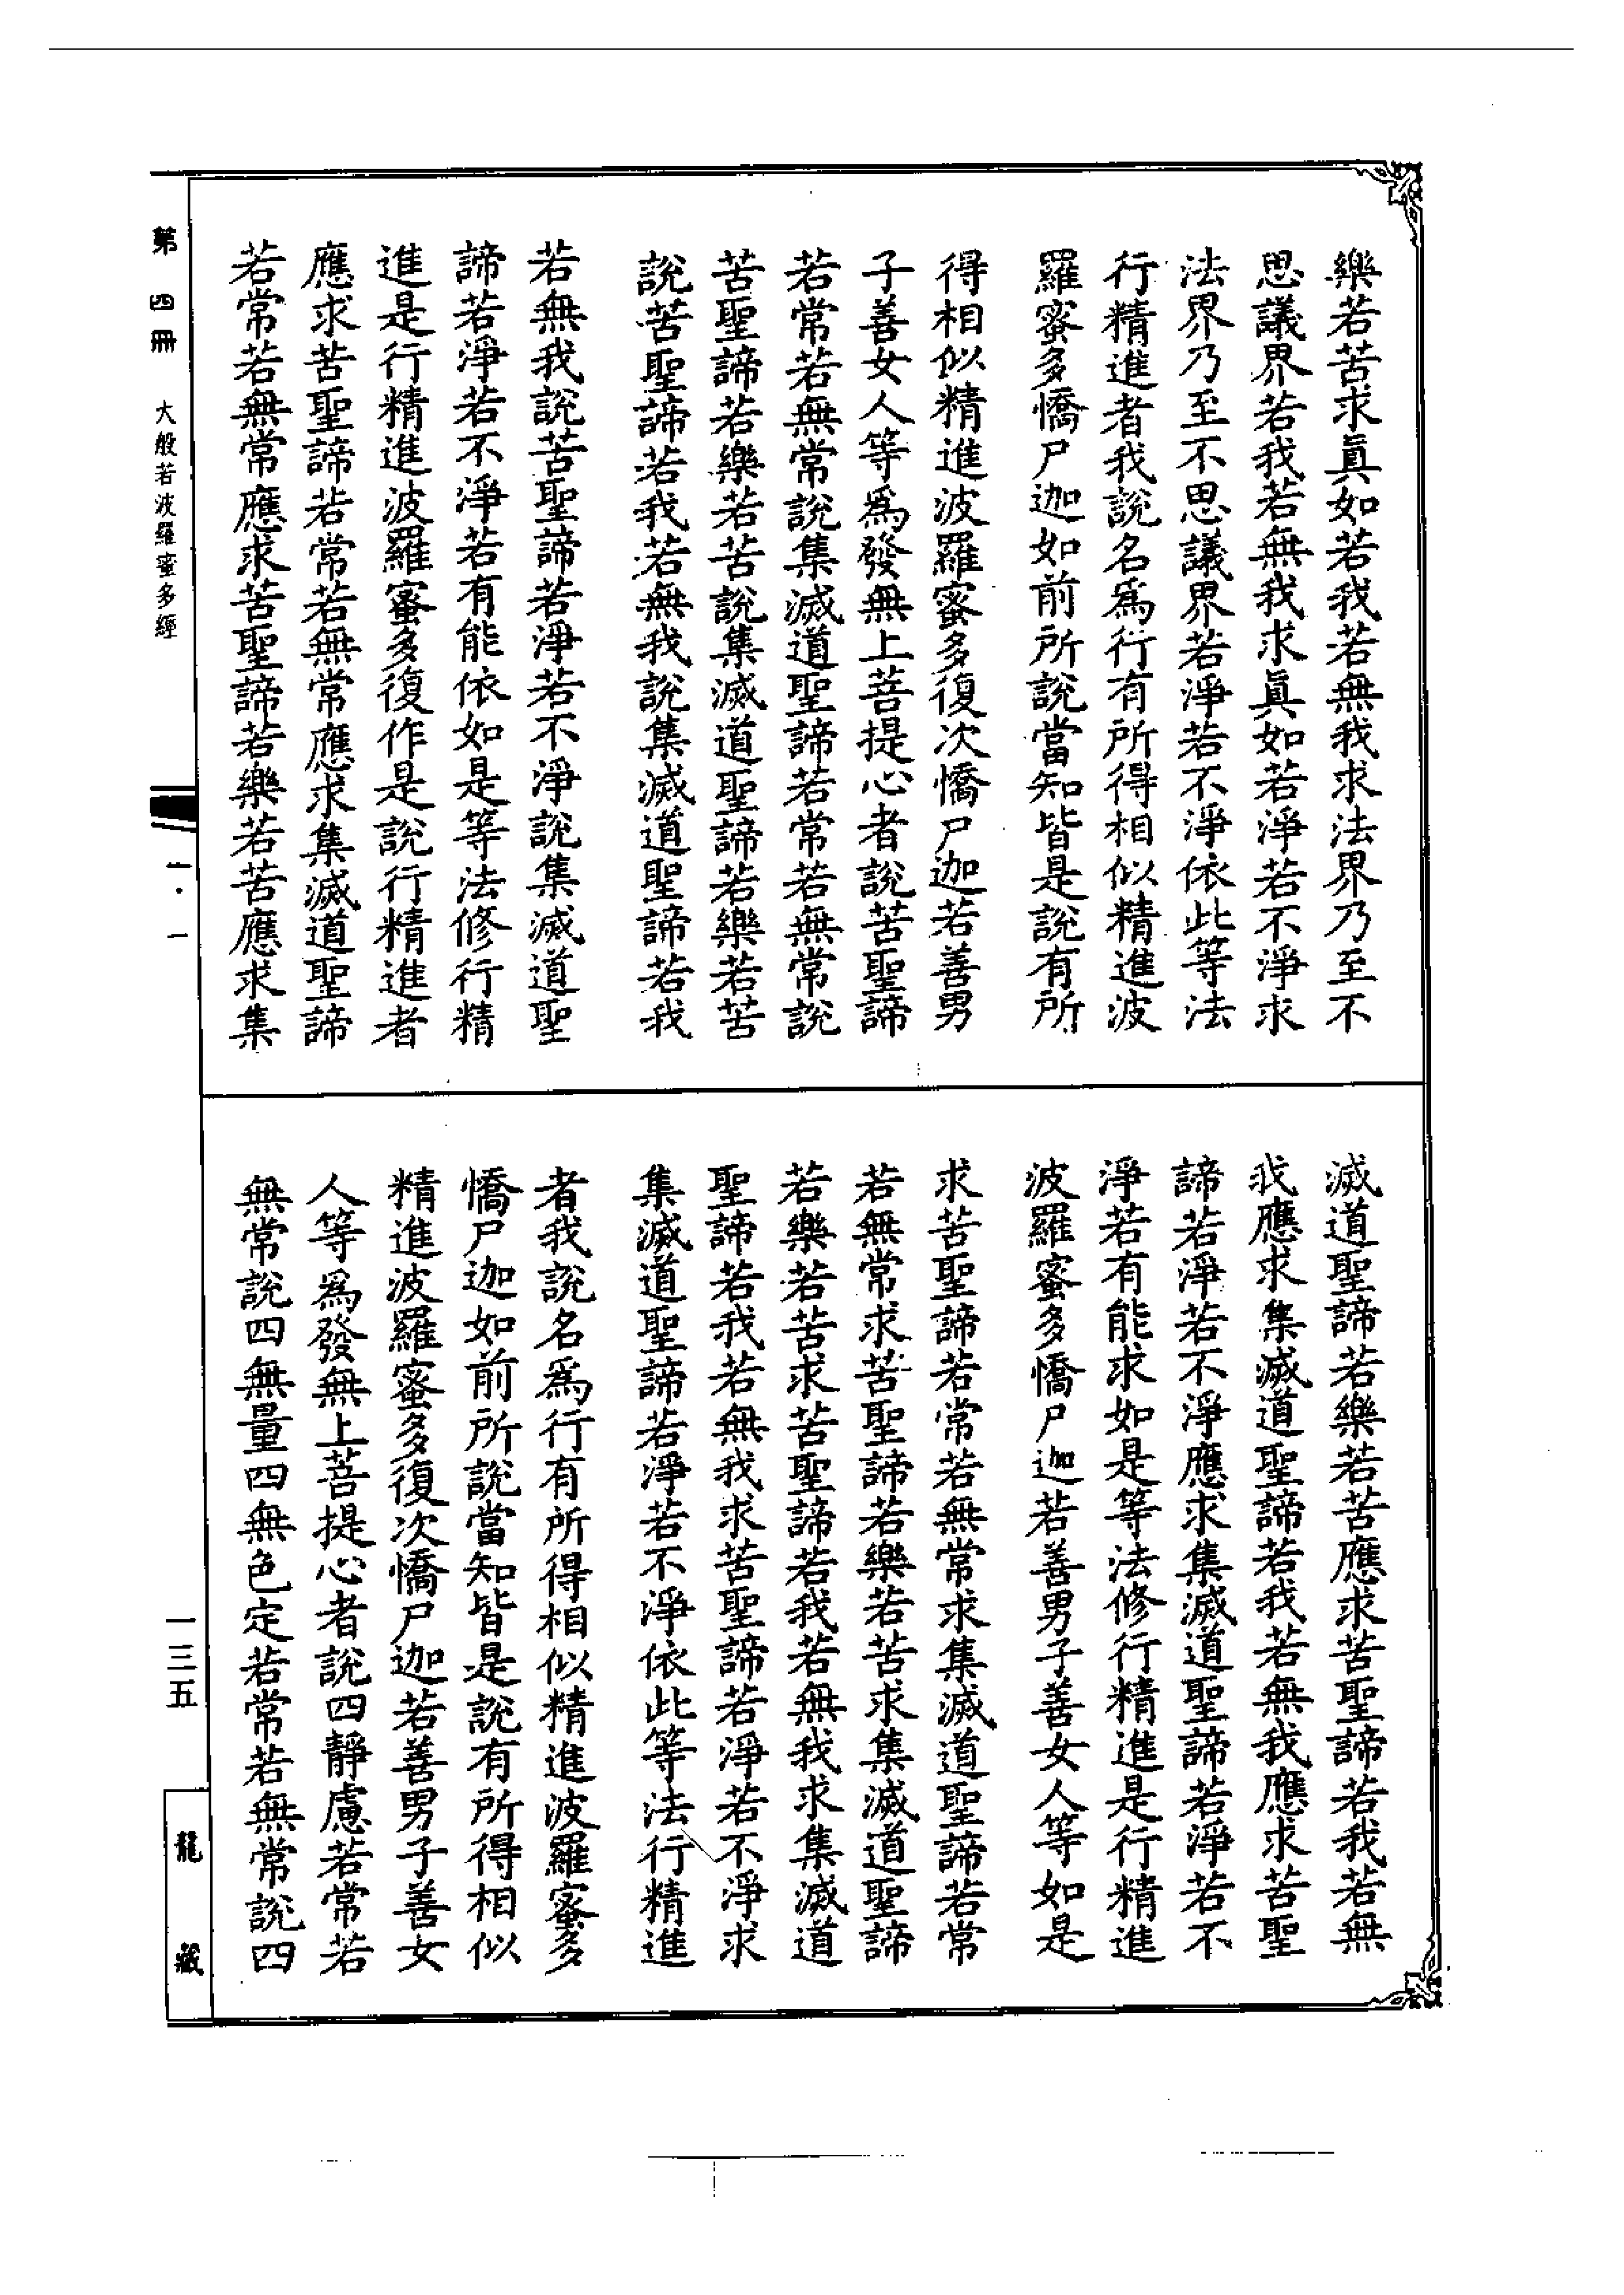 樂若苦求眞如若我若無我求法界乃至不
思議界若我若無我求眞如若淨若不淨求
法界乃至不思議界若淨若不淨依此等法
行精進者我說名爲行有所得相似精進波
羅蜜多憍尸迦如前所說當知皆是說有所
得相似精進波羅蜜多復次憍尸迦若善男
子善女人等爲發無上菩提心者說苦聖諦
若常若無常說集滅道聖諦若常若無常說
苦聖諦若樂若苦說集滅道聖諦若樂若苦
說苦聖諦若我若無我說集滅道聖諦若我
若無我說苦聖諦若淨若不淨說集滅道聖
諦若淨若不淨若有能依如是等法修行精
進是行精進波羅蜜多復作是說行精進者
應求苦聖諦若常若無常應求集滅道聖諦
若常若無常應求苦聖諦若樂若苦應求集
滅道聖諦若樂若苦應求苦聖諦若我若無
我應求集滅道聖諦若我若無我應求苦聖
諦若淨若不淨應求集滅道聖諦若淨若不
淨若有能求如是等法修行精進是行精進
波羅蜜多憍尸迦若善男子善女人等如是
求苦聖諦若常若無常求集滅道聖諦若常
若無常求苦聖諦若樂若苦求集滅道聖諦
若樂若苦求苦聖諦若我若無我求集滅道
聖諦若我若無我求苦聖諦若淨若不淨求
集滅道聖諦若淨若不淨依此等法行精進
者我說名爲行有所得相似精進波羅蜜多
憍尸迦如前所說當知皆是說有所得相似
精進波羅蜜多復次憍尸迦若善男子善女
人等爲發無上菩提心者說四靜慮若常若
無常說四無量四無色定若常若無常說四
第四冊 大般若波羅蜜多經
一·一
一三五
龍藏